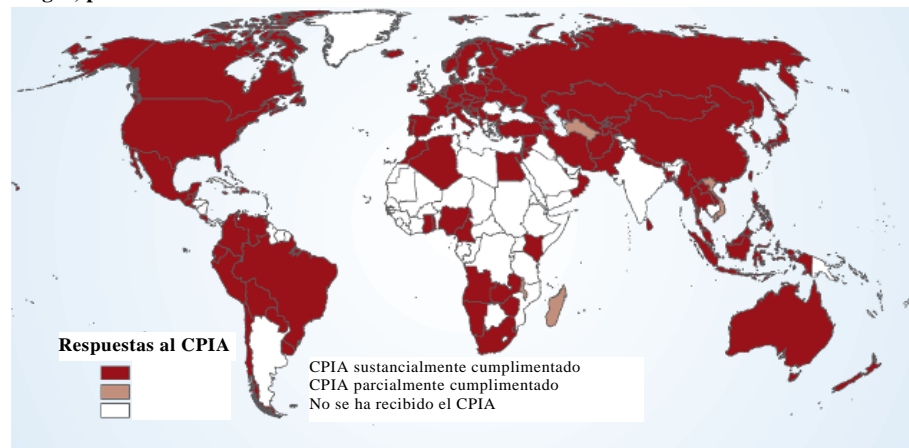 Respuestas al CPIA
CPIA sustancialmente cumplimentado
CPIA parcialmente cumplimentado
No se ha recibido el CPIA